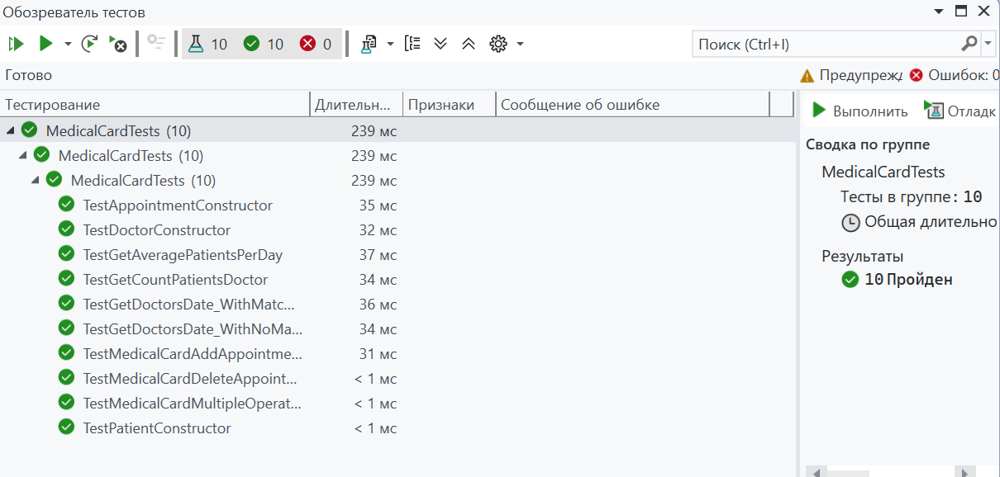 Обозреватель тестов
10 10 0
Поиск (Ctrl+I)
Готово
Предупрежд Ошибок: 0
Тестирование Длительн... Признаки Сообщение об ошибке
MedicalCardTests (10) 239 мс
MedicalCardTests (10) 239 мс
MedicalCardTests (10) 239 мс
TestAppointmentConstructor 35 мс
TestDoctorConstructor 32 мс
TestGetAveragePatientsPerDay 37 мс
TestGetCountPatientsDoctor 34 мс
TestGetDoctorsDate_WithMatc... 36 мс
TestGetDoctorsDate_WithNoMa... 34 мс
TestMedicalCardAddAppointme... 31 мс
TestMedicalCardDeleteAppoint... < 1 мс
TestMedicalCardMultipleOperat... < 1 мс
TestPatientConstructor < 1 мс
Выполнить Отладк
Сводка по группе
MedicalCardTests
Тесты в группе: 10
Общая длительно
Результаты
10 Пройден